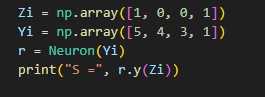 Zi = np.array([1, 0, 0, 1])
Yi = np.array([5, 4, 3, 1])
r = Neuron(Yi)
print("S =", r.y(Zi))